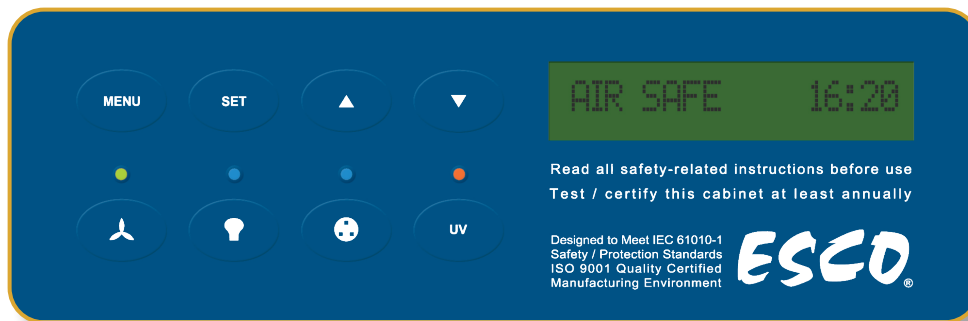 MENU
SET
UV
AIR SAFE 16:20
Read all safety-related instructions before use
Test / certify this cabinet at least annually
Designed to Meet IEC 61010-1
Safety / Protection Standards
ISO 9001 Quality Certified
Manufacturing Environment
ESCO®